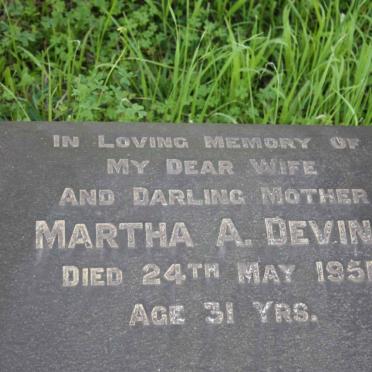 In Loving Memory Of
My Dear Wife
And Darling Mother
Martha A. Devin
Died 24th May 195
Age 31 Yrs.